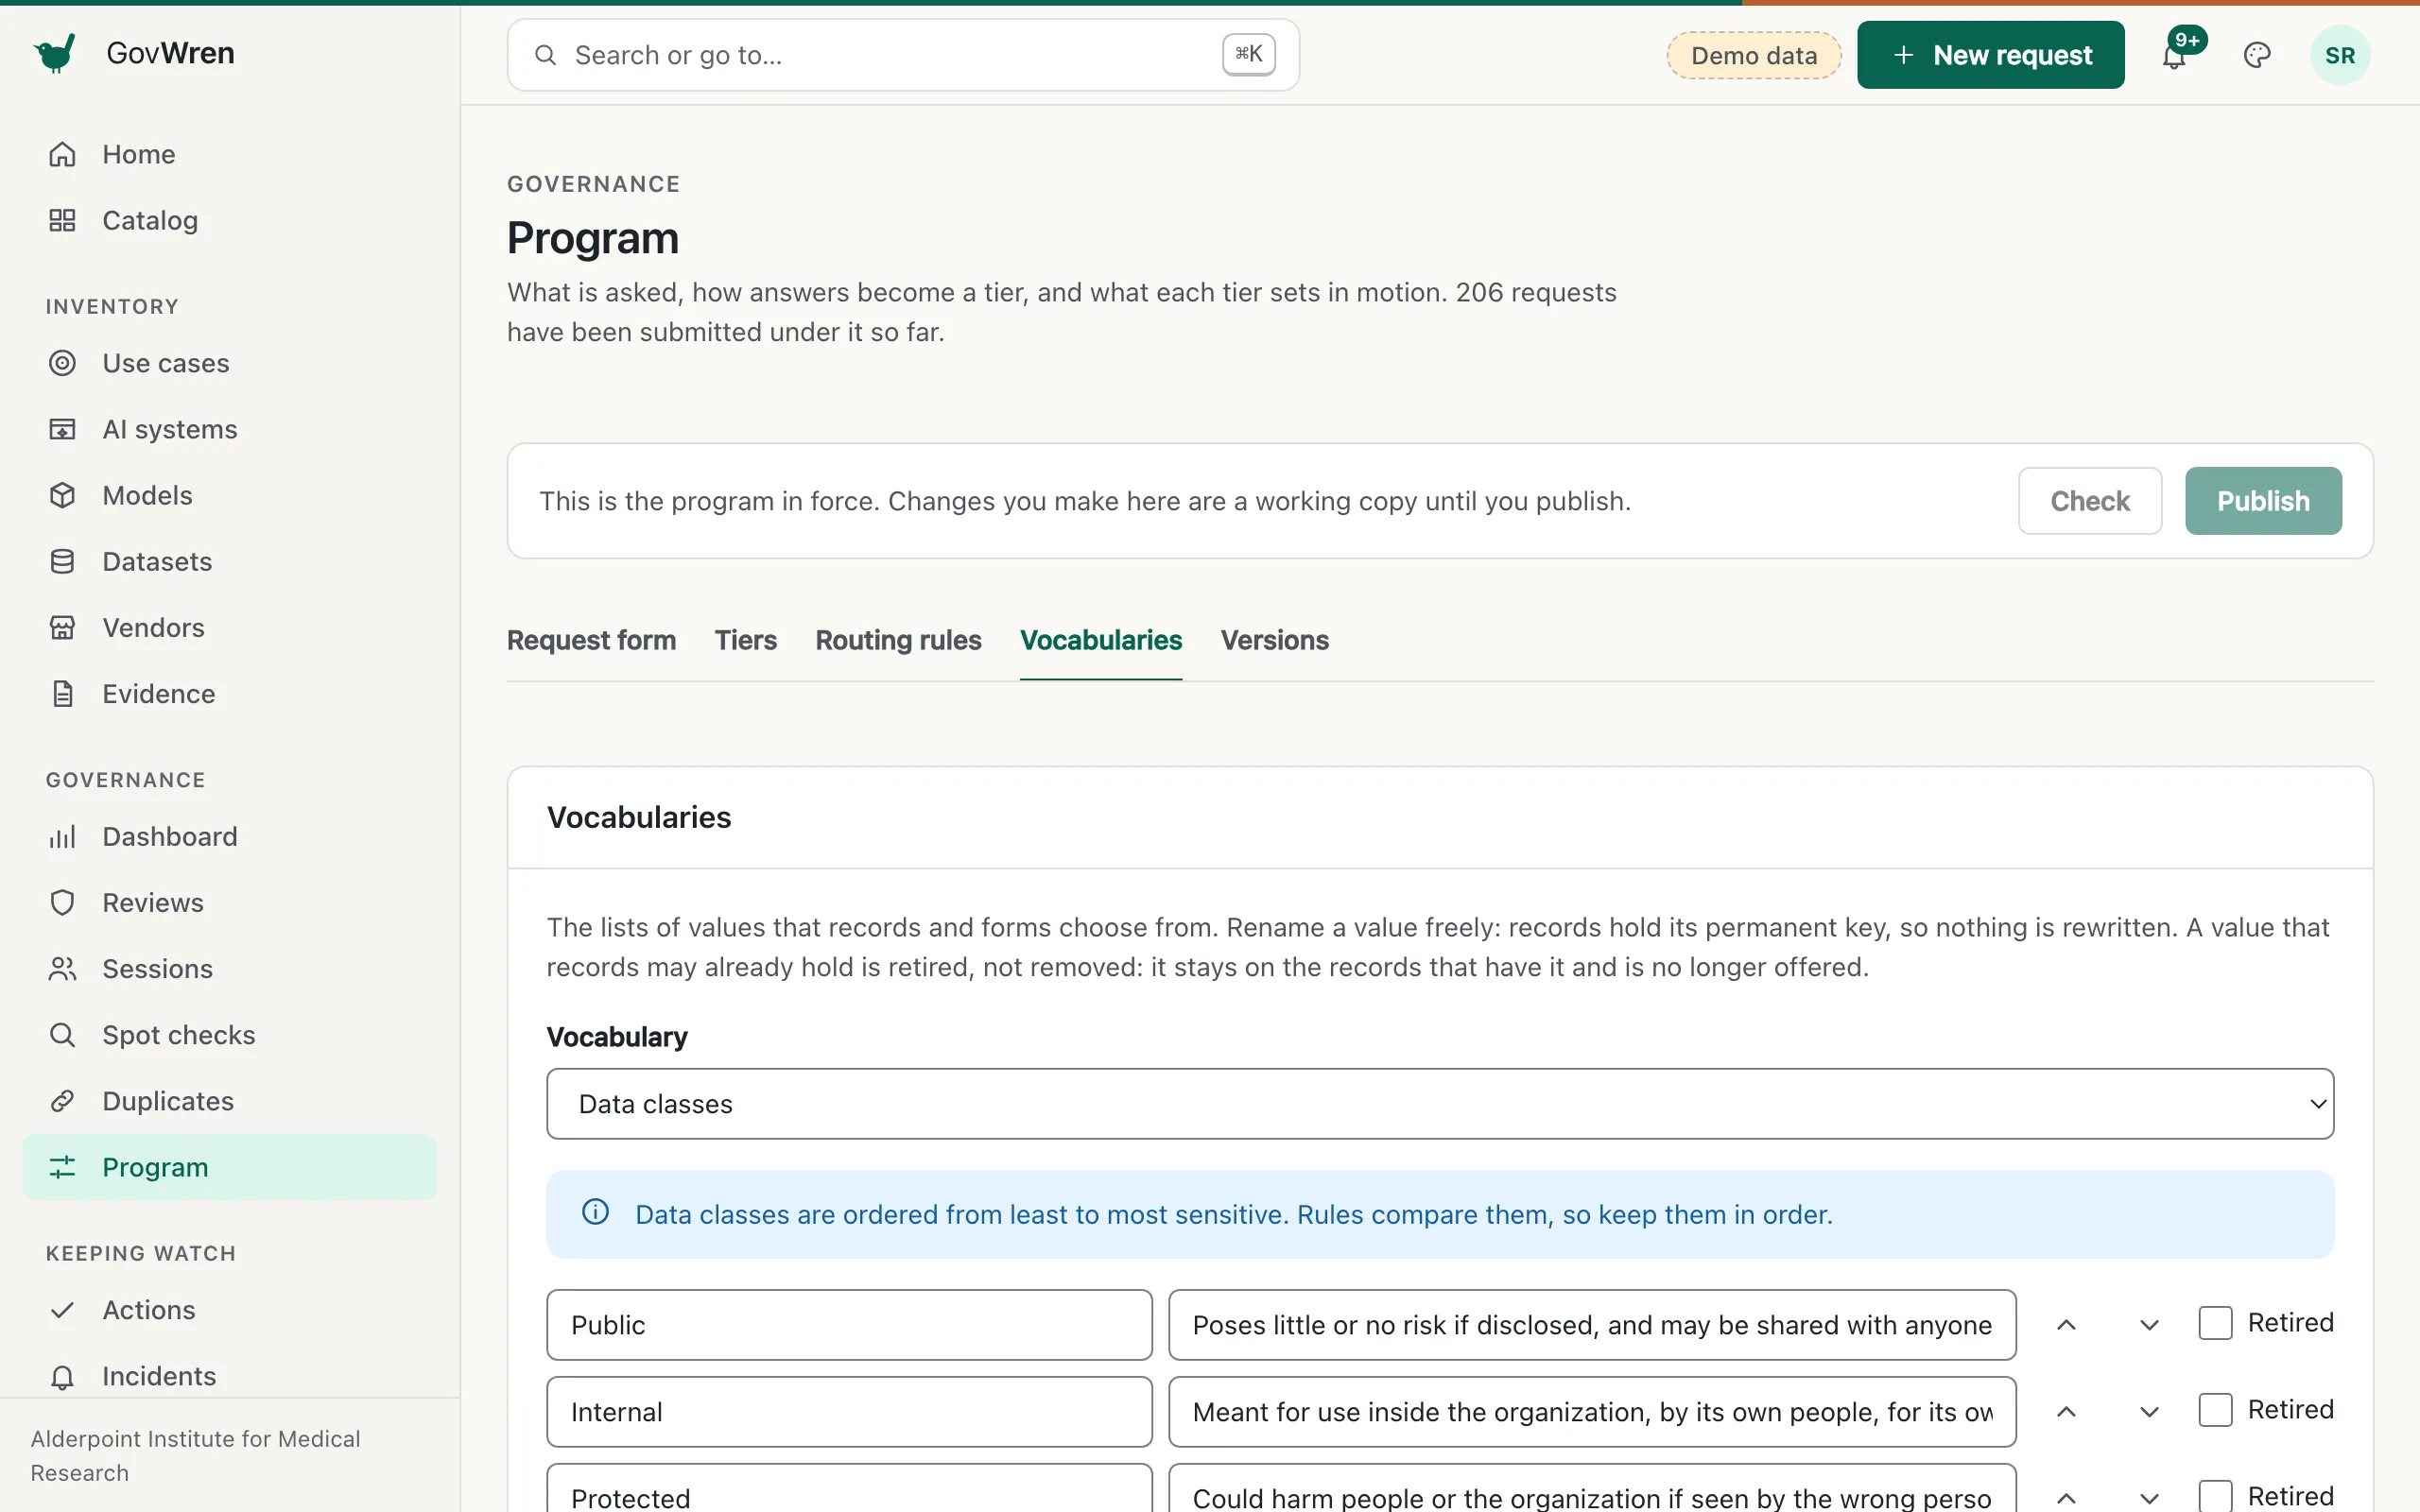 GovWren
Search or go to...
⌘K
Demo data
New request
9+
SR
Home
Catalog
INVENTORY
Use cases
AI systems
Models
Datasets
Vendors
Evidence
GOVERNANCE
Dashboard
Reviews
Sessions
Spot checks
Duplicates
Program
KEEPING WATCH
Actions
Incidents
Alderpoint Institute for Medical
Research
GOVERNANCE
Program
What is asked, how answers become a tier, and what each tier sets in motion. 206 requests
have been submitted under it so far.
This is the program in force. Changes you make here are a working copy until you publish.
Check
Publish
Request form
Tiers
Routing rules
Vocabularies
Versions
Vocabularies
The lists of values that records and forms choose from. Rename a value freely: records hold its permanent key, so nothing is rewritten. A value that
records may already hold is retired, not removed: it stays on the records that have it and is no longer offered.
Vocabulary
Data classes
Data classes are ordered from least to most sensitive. Rules compare them, so keep them in order.
Public
Poses little or no risk if disclosed, and may be shared with anyone
Retired
Internal
Meant for use inside the organization, by its own people, for its ow
Retired
Protected
Could harm people or the organization if seen by the wrong perso
Retired